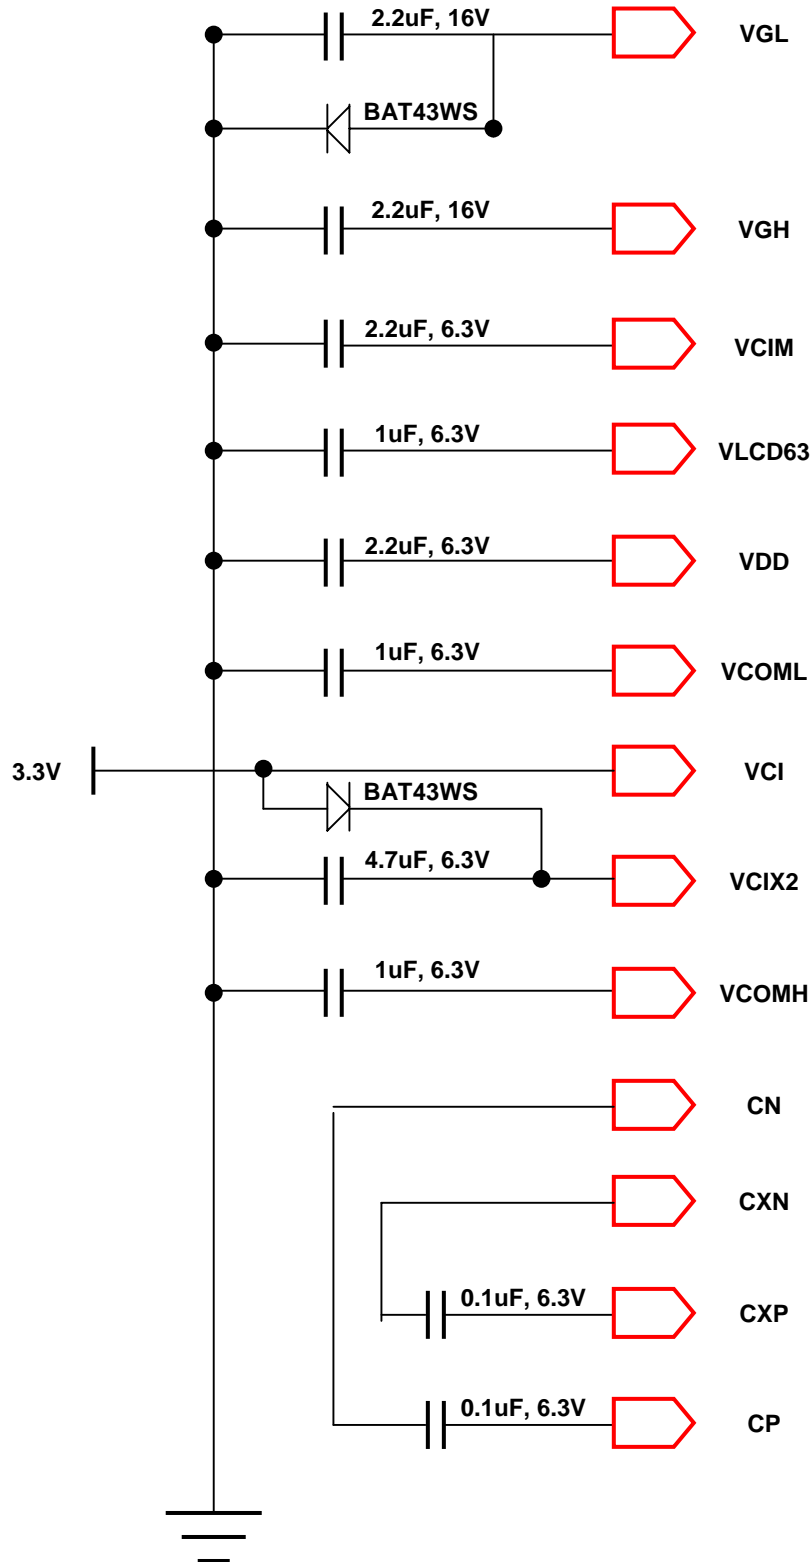 2.2uF, 16V
VGL
BAT43WS
2.2uF, 16V
VGH
2.2uF, 6.3V
VCIM
1uF, 6.3V
VLCD63
2.2uF, 6.3V
VDD
1uF, 6.3V
VCOML
3.3V
VCI
BAT43WS
4.7uF, 6.3V
VCIX2
1uF, 6.3V
VCOMH
CN
CXN
0.1uF, 6.3V
CXP
0.1uF, 6.3V
CP